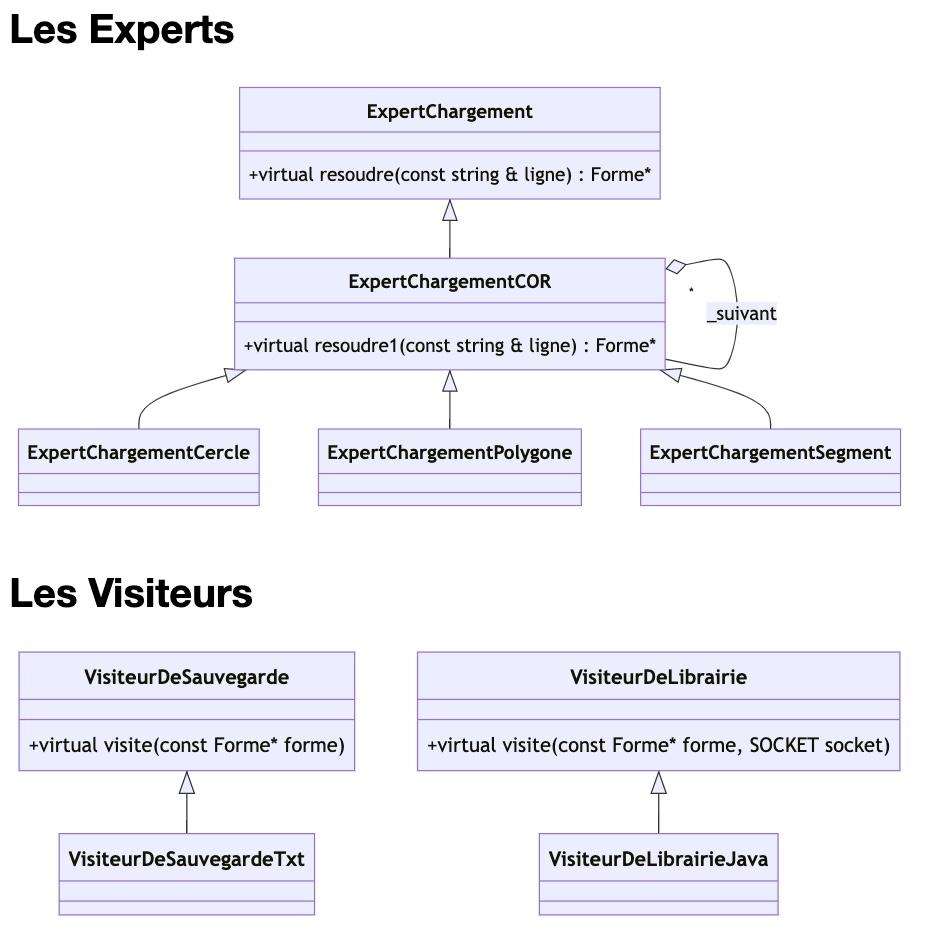 Les Experts
ExpertChargement
+virtual resoudre(const string & ligne) : Forme*
ExpertChargementCOR
*
_suivant
+virtual resoudre1(const string & ligne) : Forme*
ExpertChargementCercle
ExpertChargementPolygone
ExpertChargementSegment
Les Visiteurs
VisiteurDeSauvegarde
VisiteurDeLibrairie
+virtual visite(const Forme* forme)
+virtual visite(const Forme* forme, SOCKET socket)
VisiteurDeSauvegardeTxt
VisiteurDeLibrairieJava